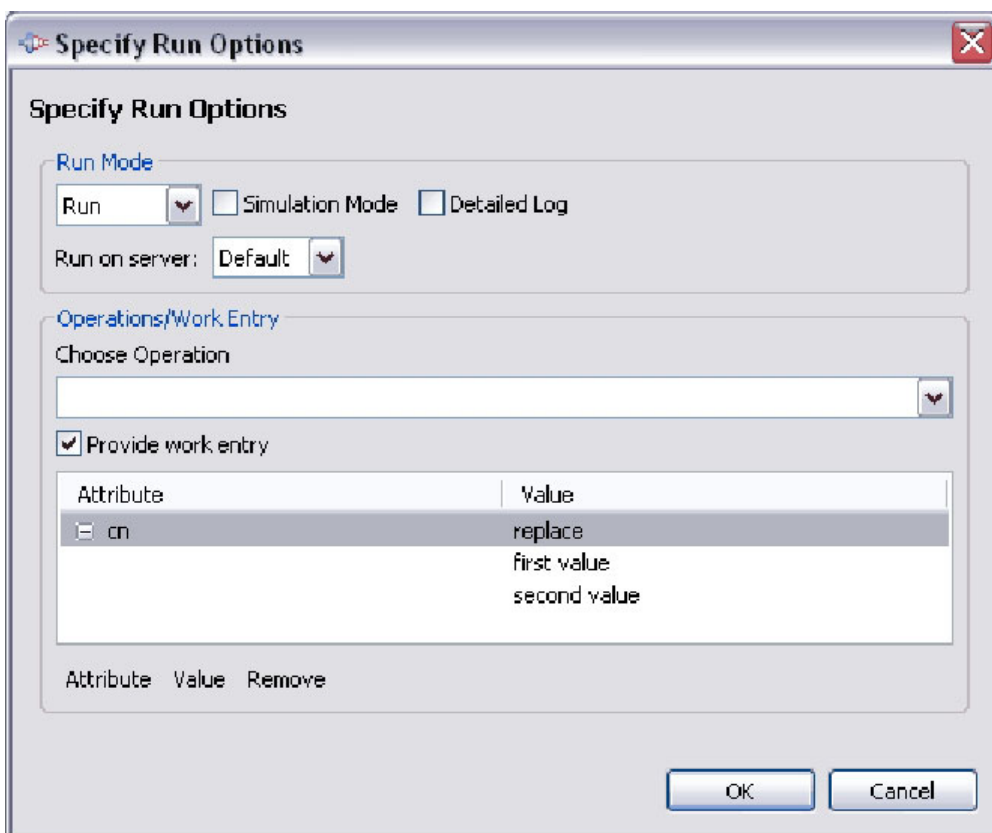 Specify Run Options
Specify Run Options
Run Mode
Run Simulation Mode Detailed Log
Run on server: Default
Operations/Work Entry
Choose Operation
Provide work entry
Attribute Value
cn replace
first value
second value
Attribute Value Remove
OK Cancel